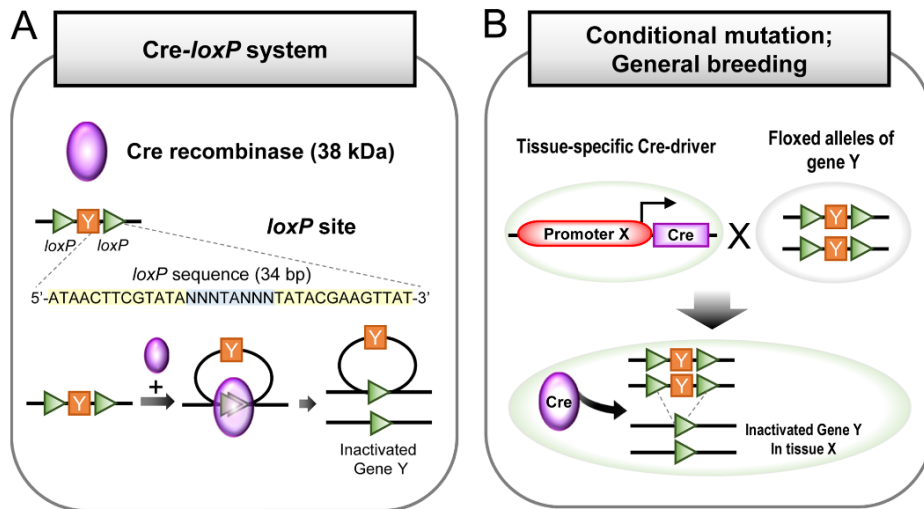 A
Cre-loxP system
Cre recombinase (38 kDa)
Y
loxP
loxP
loxP site
loxP sequence (34 bp)
5'-ATAACTTCGTATANNNTANNNTATACGAAGTTAT-3'
Y
+
Y
Y
Inactivated
Gene Y
B
Conditional mutation;
General breeding
Tissue-specific Cre-driver
Floxed alleles of
gene Y
Promoter X
Cre
X
Y
Y
Cre
Y
Y
Inactivated Gene Y
In tissue X